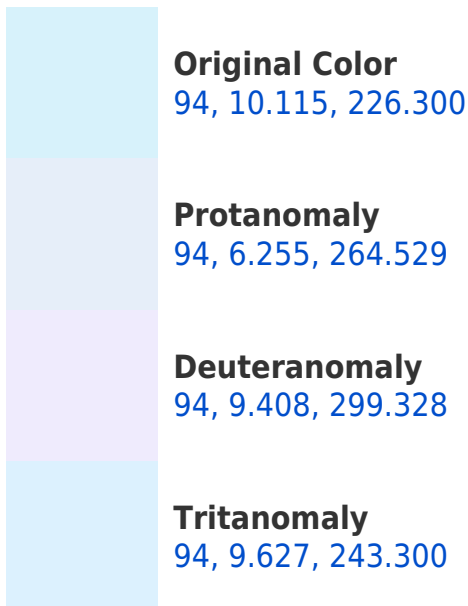 Original Color
94, 10.115, 226.300
Protanomaly
94, 6.255, 264.529
Deuteranomaly
94, 9.408, 299.328
Tritanomaly
94, 9.627, 243.300